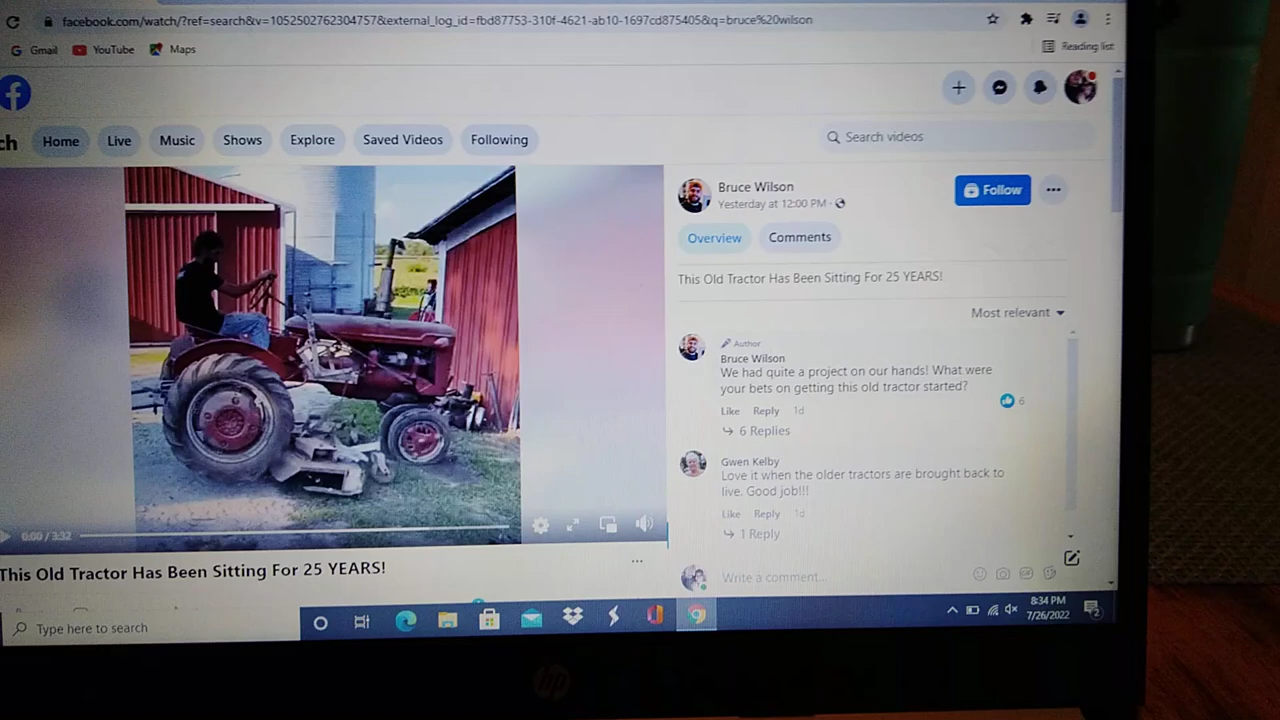 facebook.com/watch/?ref=search&v=1052502762304757&external_log_id=fbd87753-310f-4621-ab10-1697cd875405&q=bruce%20wilson
Gmail YouTube Maps Reading list
ch Home Live Music Shows Explore Saved Videos Following Search videos
Bruce Wilson
Yesterday at 12:00 PM ·
Follow
Overview Comments
This Old Tractor Has Been Sitting For 25 YEARS!
Most relevant
Author
Bruce Wilson
We had quite a project on our hands! What were
your bets on getting this old tractor started?
6
Like Reply 1d
6 Replies
Gwen Kelby
Love it when the older tractors are brought back to
live. Good job!!!
Like Reply 1d
1 Reply
Write a comment...
GIF
0:00 / 3:32
This Old Tractor Has Been Sitting For 25 YEARS!
Type here to search
8:34 PM
7/26/2022
2
hp